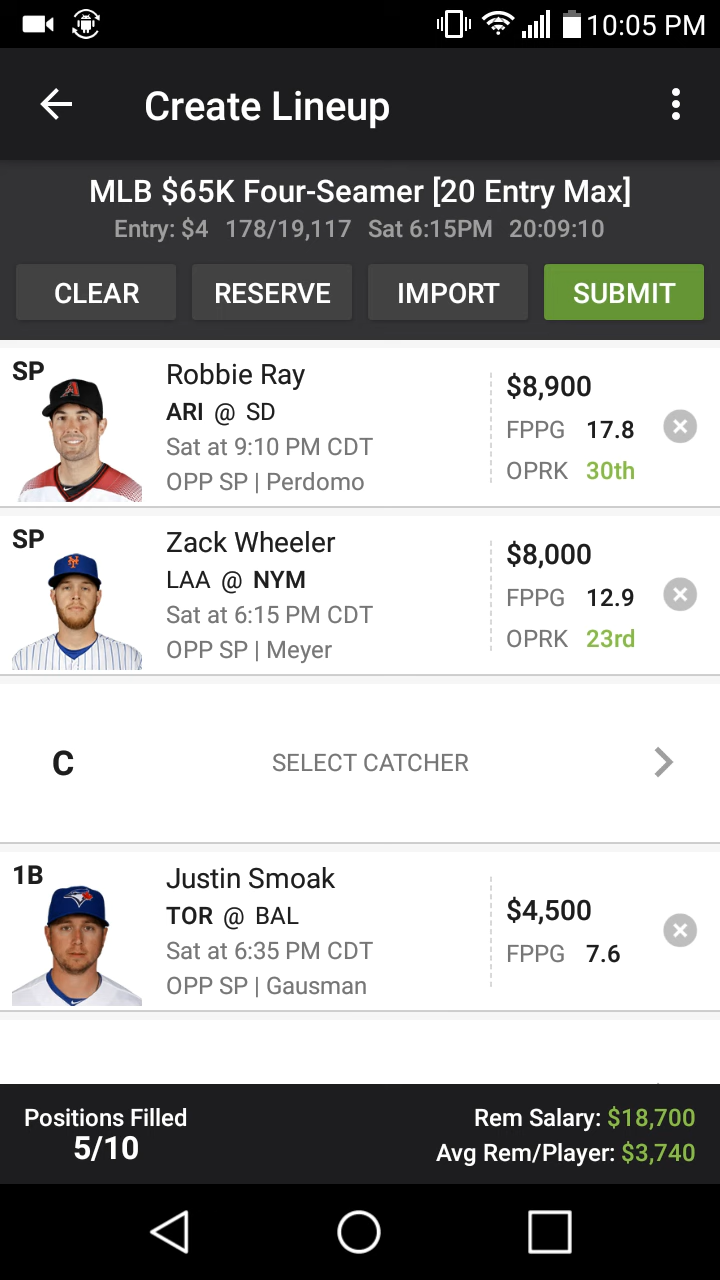 10:05 PM
Create Lineup
MLB $65K Four-Seamer [20 Entry Max]
Entry: $4 178/19,117 Sat 6:15PM 20:09:10
CLEAR RESERVE IMPORT SUBMIT
SP
Robbie Ray
ARI @ SD
Sat at 9:10 PM CDT
OPP SP | Perdomo
$8,900
FPPG 17.8
OPRK 30th
SP
Zack Wheeler
LAA @ NYM
Sat at 6:15 PM CDT
OPP SP | Meyer
$8,000
FPPG 12.9
OPRK 23rd
C SELECT CATCHER
1B
Justin Smoak
TOR @ BAL
Sat at 6:35 PM CDT
OPP SP | Gausman
$4,500
FPPG 7.6
Positions Filled
5/10
Rem Salary: $18,700
Avg Rem/Player: $3,740